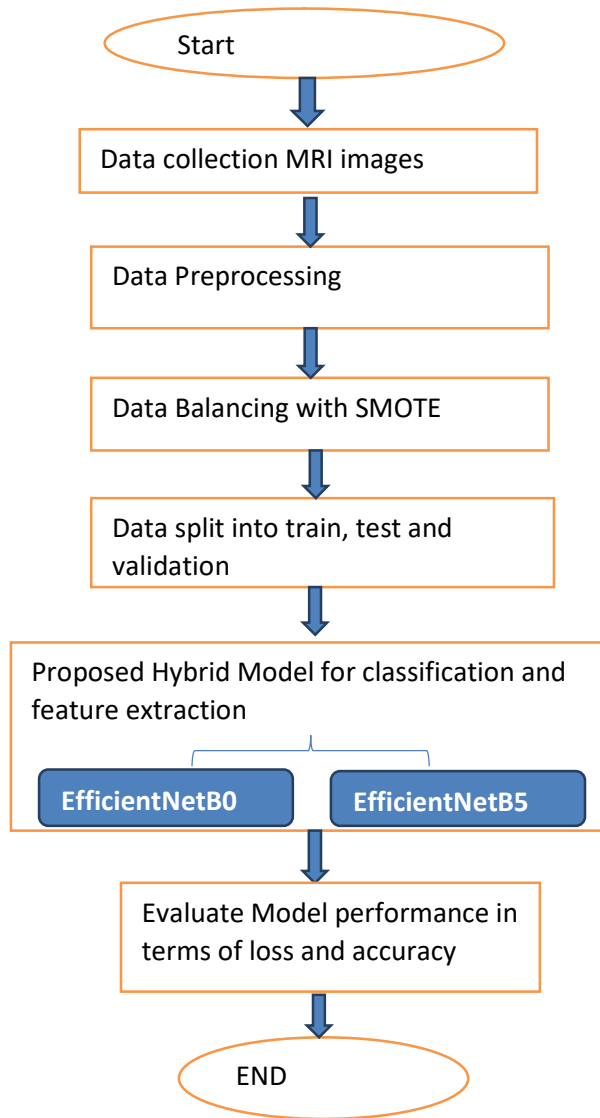 Start
Data collection MRI images
Data Preprocessing
Data Balancing with SMOTE
Data split into train, test and
validation
Proposed Hybrid Model for classification and
feature extraction
EfficientNetB0
EfficientNetB5
Evaluate Model performance in
terms of loss and accuracy
END